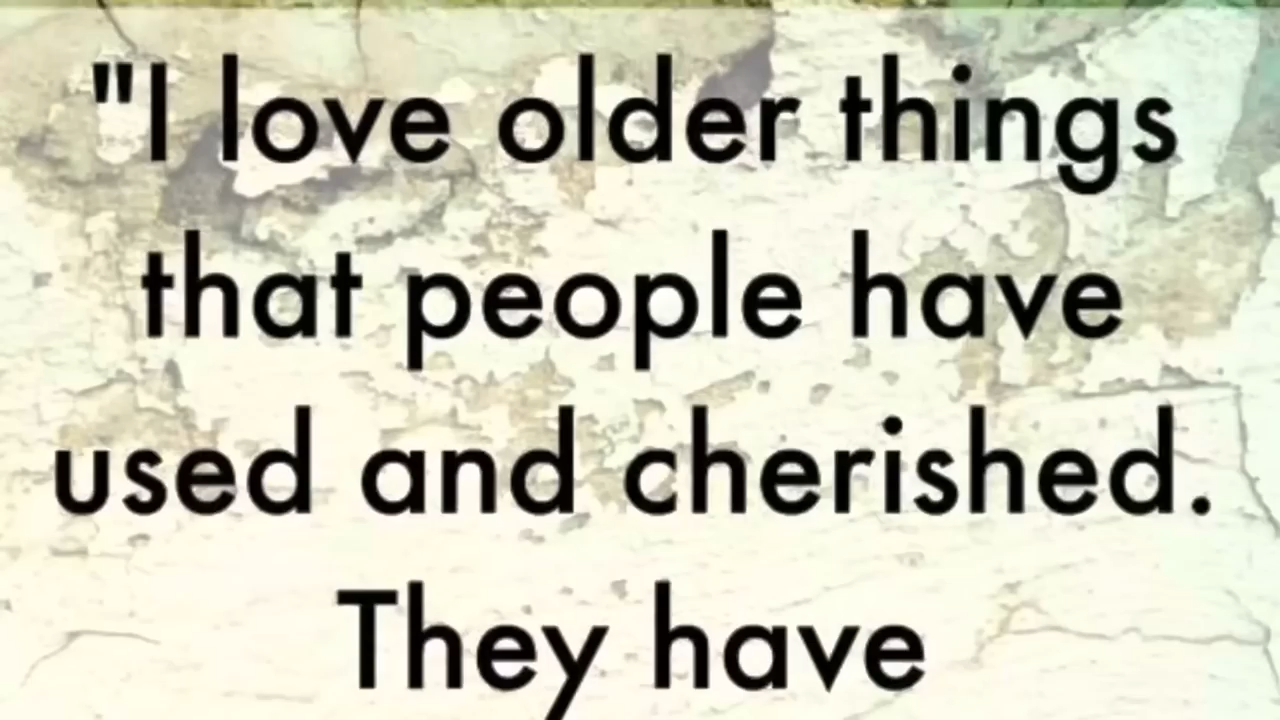 "I love older things
that people have
used and cherished.
They have